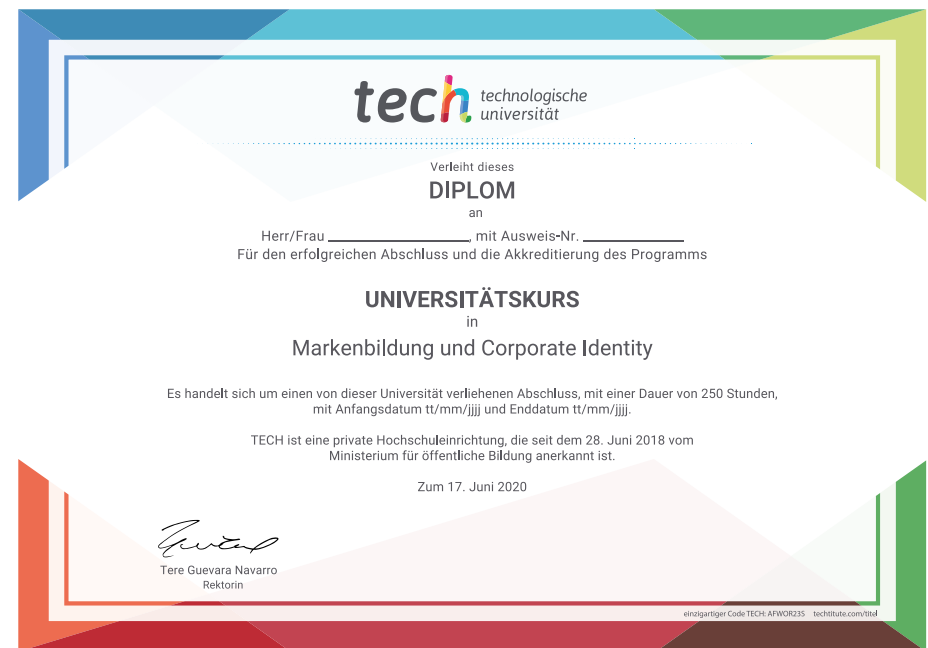 tech technologische
universität
Verleiht dieses
DIPLOM
an
Herr/Frau ____________________, mit Ausweis-Nr. ______________
Für den erfolgreichen Abschluss und die Akkreditierung des Programms
UNIVERSITÄTSKURS
in
Markenbildung und Corporate Identity
Es handelt sich um einen von dieser Universität verliehenen Abschluss, mit einer Dauer von 250 Stunden,
mit Anfangsdatum tt/mm/jjjj und Enddatum tt/mm/jjjj.
TECH ist eine private Hochschuleinrichtung, die seit dem 28. Juni 2018 vom
Ministerium für öffentliche Bildung anerkannt ist.
Zum 17. Juni 2020
Tere Guevara Navarro
Rektorin
einzigartiger Code TECH: AFWOR23S techtitute.com/titel